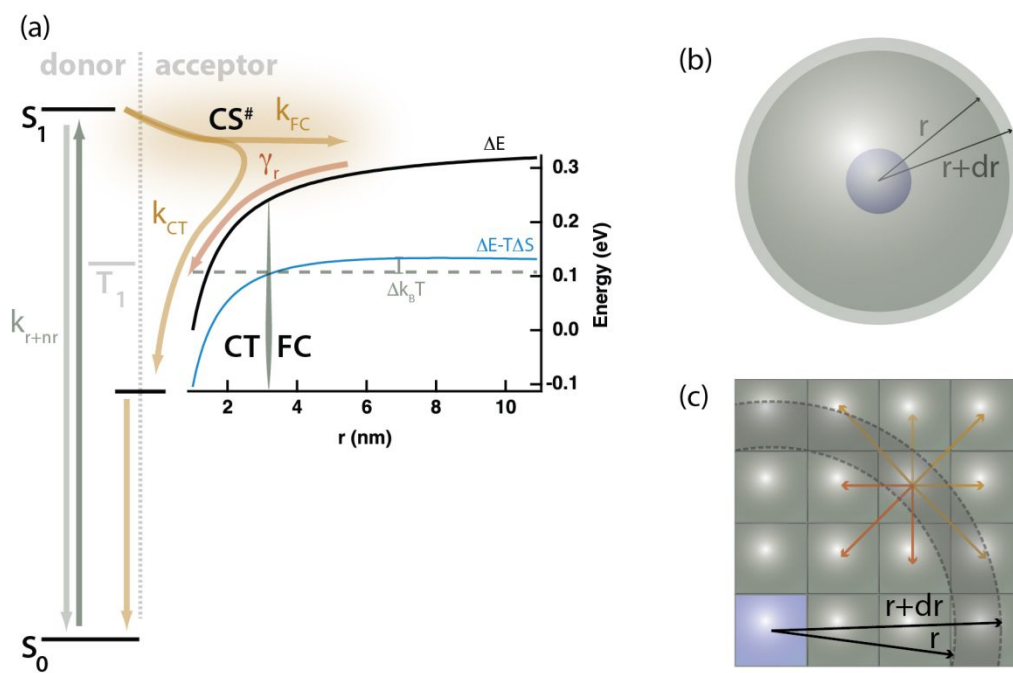 (a)
donor acceptor
S1
CS#
kFC
γr
kCT
T1
kr+nr
ΔE
ΔE-TΔS
ΔkBT
CT FC
0.3
0.2
0.1
0.0
-0.1
Energy (eV)
2 4 6 8 10
r (nm)
S0
(b)
r
r+dr
(c)
r+dr
r